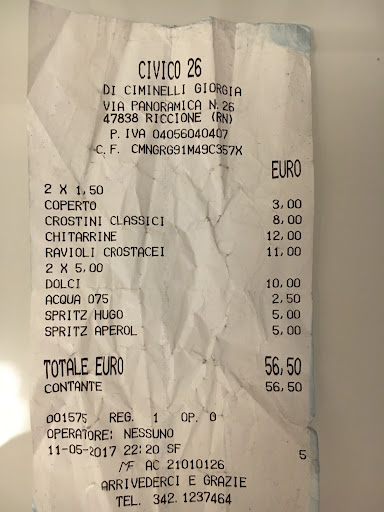 CIVICO 26
DI CIMINELLI GIORGIA
VIA PANORAMICA N.26
47838 RICCIONE (RN)
P. IVA 04056040407
C.F. CMNGRG91M49C357X
EURO
2 X 1,50
COPERTO 3,00
CROSTINI CLASSICI 8,00
CHITARRINE 12,00
RAVIOLI CROSTACEI 11,00
2 X 5,00
DOLCI 10,00
ACQUA 075 2,50
SPRITZ HUGO 5,00
SPRITZ APEROL 5,00
TOTALE EURO 56,50
CONTANTE 56,50
001575 REG. 1 OP. 0
OPERATORE: NESSUNO
11-05-2017 22:20 SF 5
MF AC 21010126
ARRIVEDERCI E GRAZIE
TEL. 342.1237464